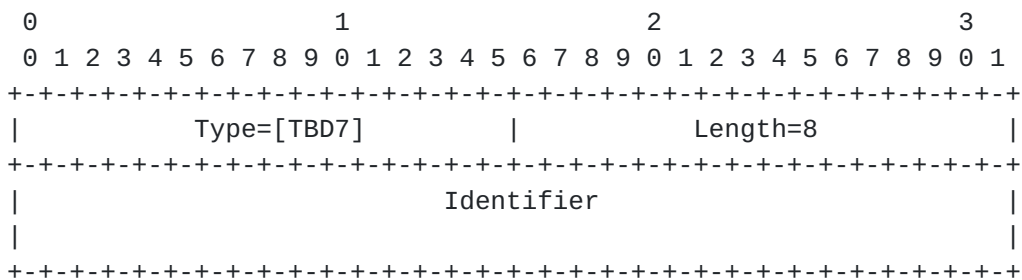 0                   1                   2                   3
 0 1 2 3 4 5 6 7 8 9 0 1 2 3 4 5 6 7 8 9 0 1 2 3 4 5 6 7 8 9 0 1
+-+-+-+-+-+-+-+-+-+-+-+-+-+-+-+-+-+-+-+-+-+-+-+-+-+-+-+-+-+-+-+-+
|           Type=[TBD7]         |           Length=8            |
+-+-+-+-+-+-+-+-+-+-+-+-+-+-+-+-+-+-+-+-+-+-+-+-+-+-+-+-+-+-+-+-+
|                           Identifier                          |
|                                                               |
+-+-+-+-+-+-+-+-+-+-+-+-+-+-+-+-+-+-+-+-+-+-+-+-+-+-+-+-+-+-+-+-+